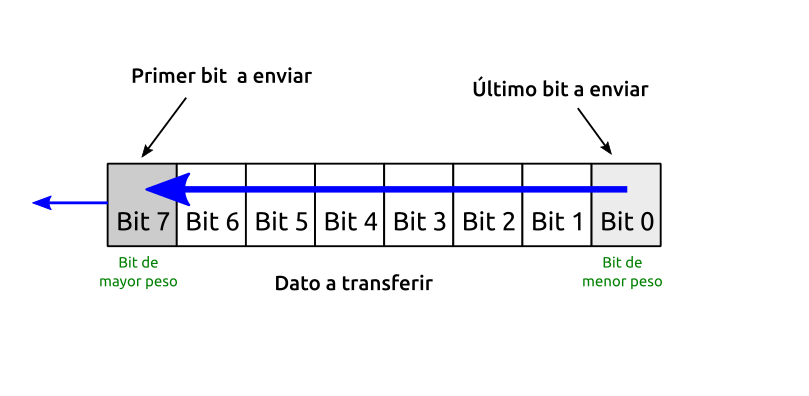 Primer bit  a enviar
Último bit a enviar
Bit 7 Bit 6 Bit 5 Bit 4 Bit 3 Bit 2 Bit 1 Bit 0
Bit de
mayor peso
Bit de
menor peso
Dato a transferir